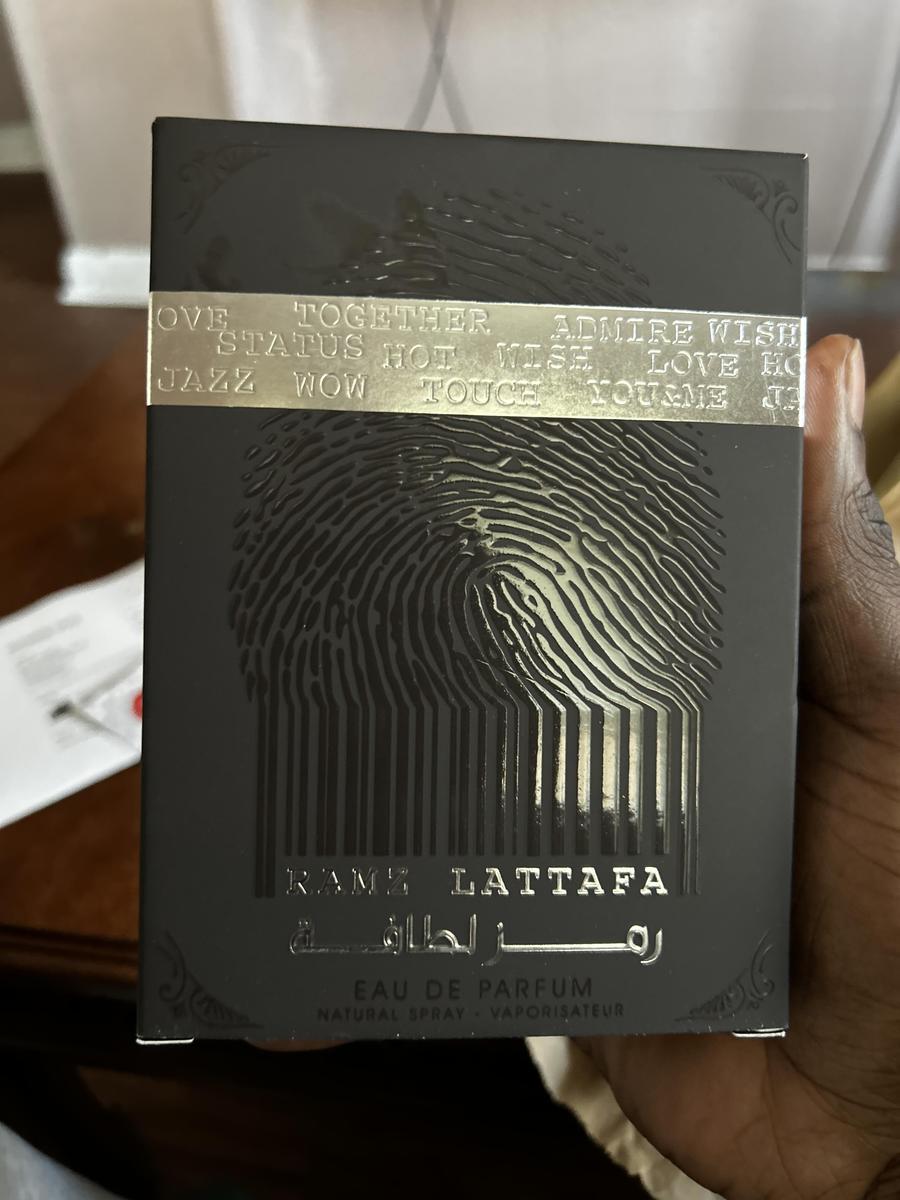 OVE TOGETHER ADMIRE WISH
STATUS HOT WISH LOVE HO
JAZZ WOW TOUCH YOU&ME JA
RAMZ LATTAFA
رمز لطافة
EAU DE PARFUM
NATURAL SPRAY - VAPORISATEUR